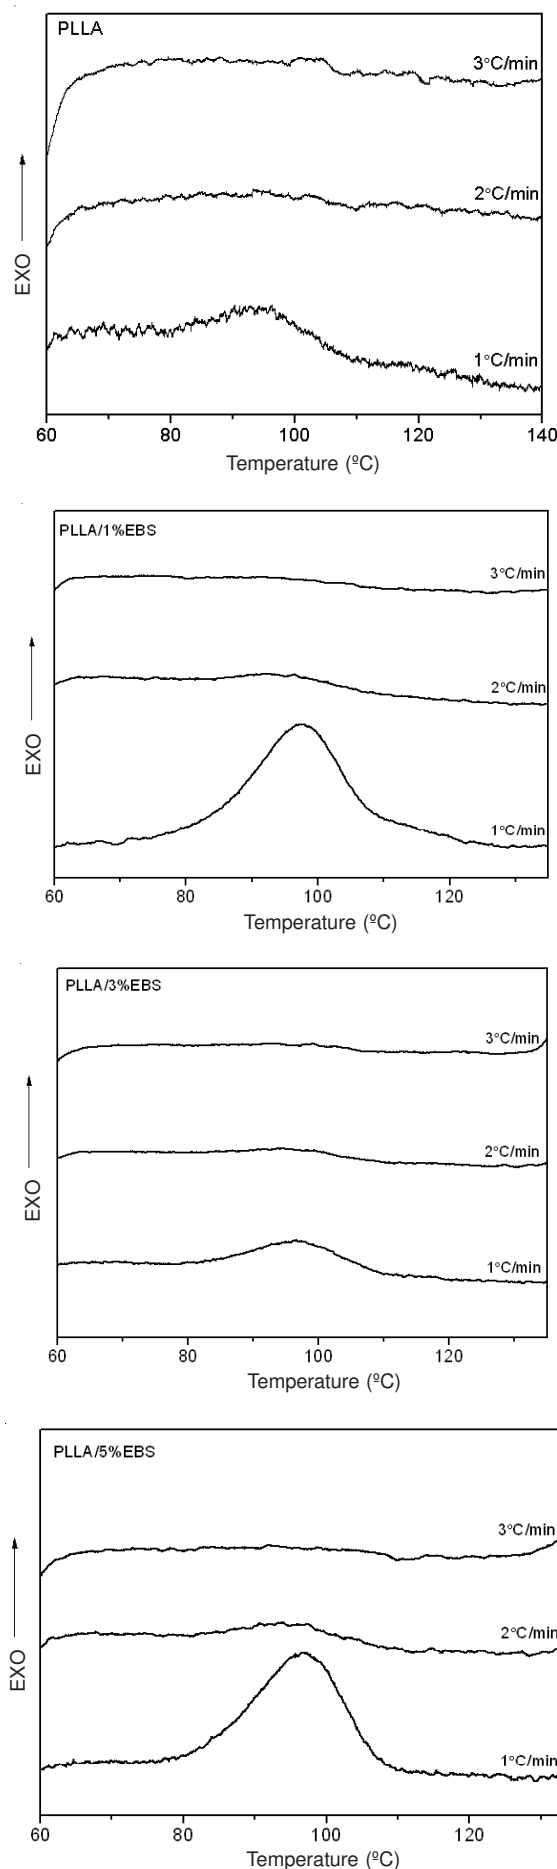 PLLA
3°C/min
2°C/min
1°C/min
EXO
60 80 100 120 140
Temperature (ºC)
PLLA/1%EBS
3°C/min
2°C/min
1°C/min
EXO
60 80 100 120
Temperature (ºC)
PLLA/3%EBS
3°C/min
2°C/min
1°C/min
EXO
60 80 100 120
Temperature (ºC)
PLLA/5%EBS
3°C/min
2°C/min
1°C/min
EXO
60 80 100 120
Temperature (ºC)